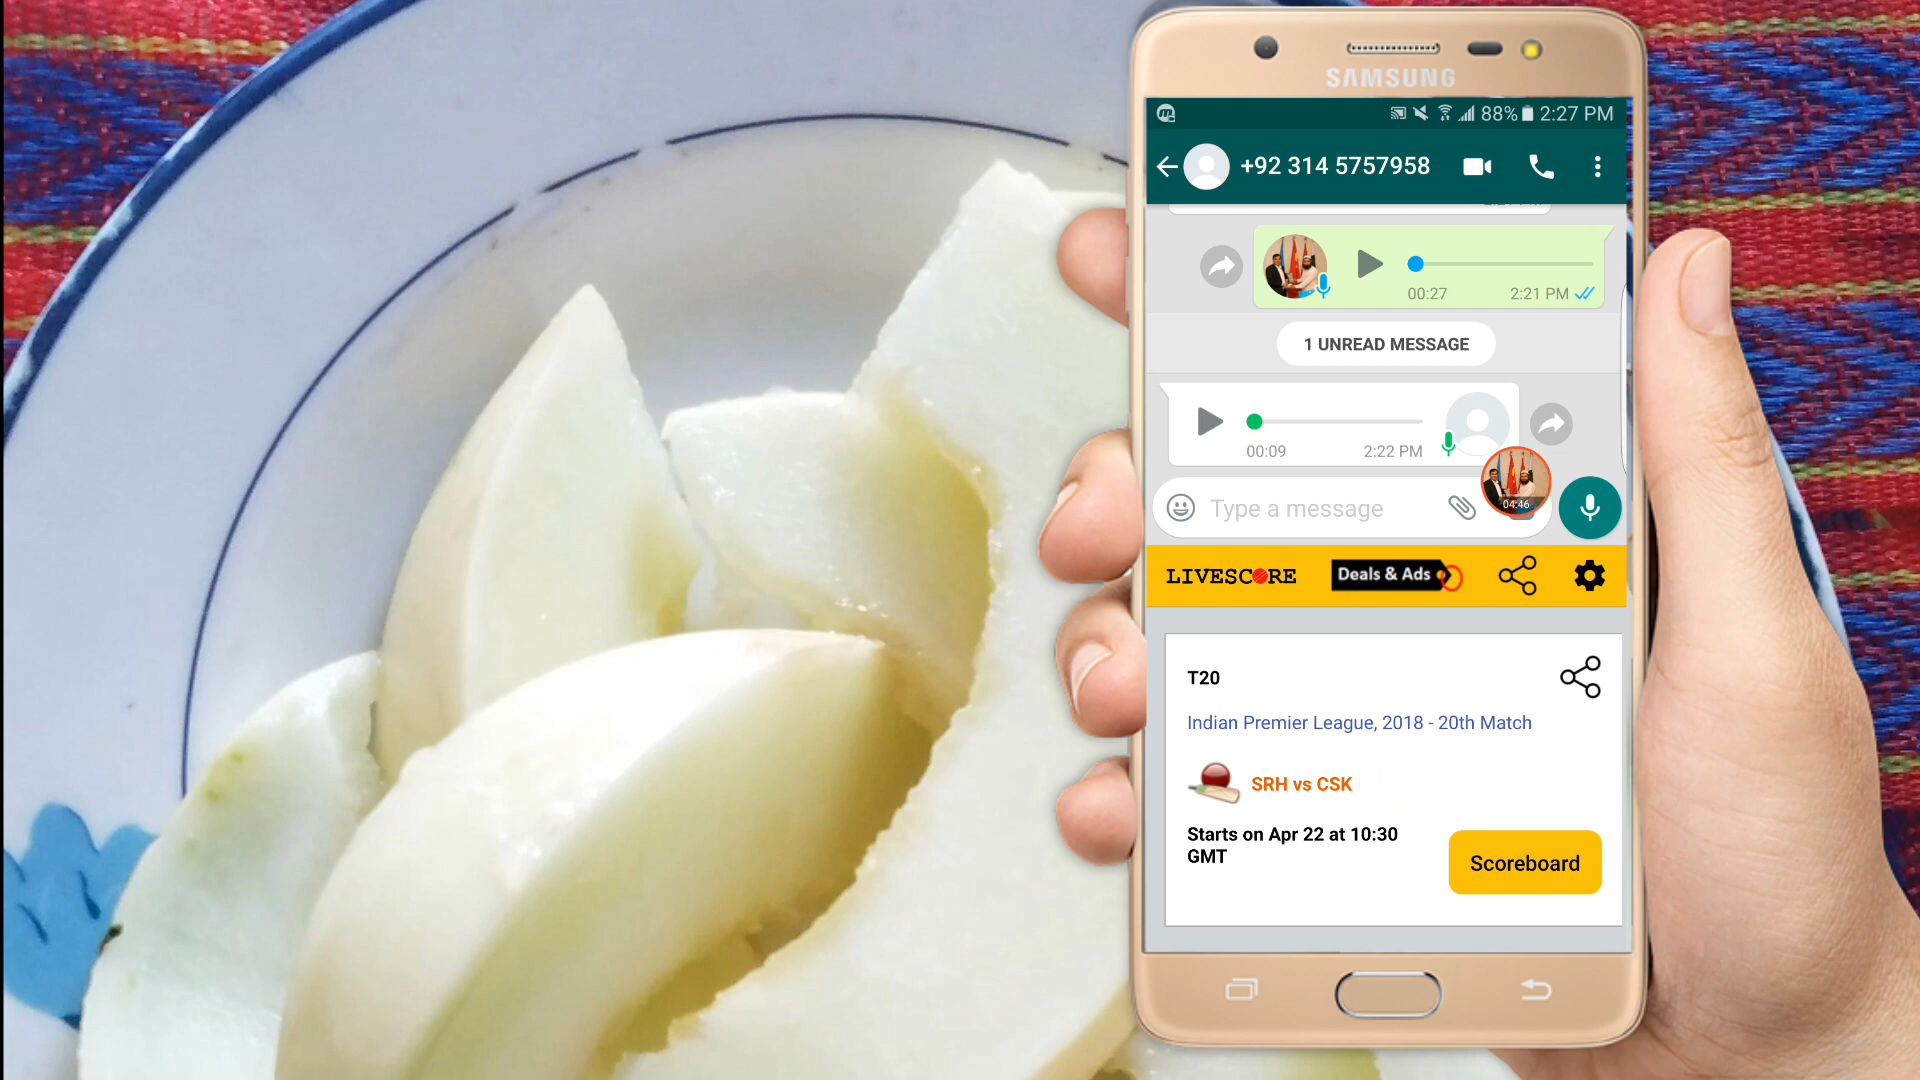 SAMSUNG
88% 2:27 PM
+92 314 5757958
00:27 2:21 PM
1 UNREAD MESSAGE
00:09 2:22 PM
Type a message
04:46
LIVESCORE Deals & Ads
T20
Indian Premier League, 2018 - 20th Match
SRH vs CSK
Starts on Apr 22 at 10:30
GMT
Scoreboard